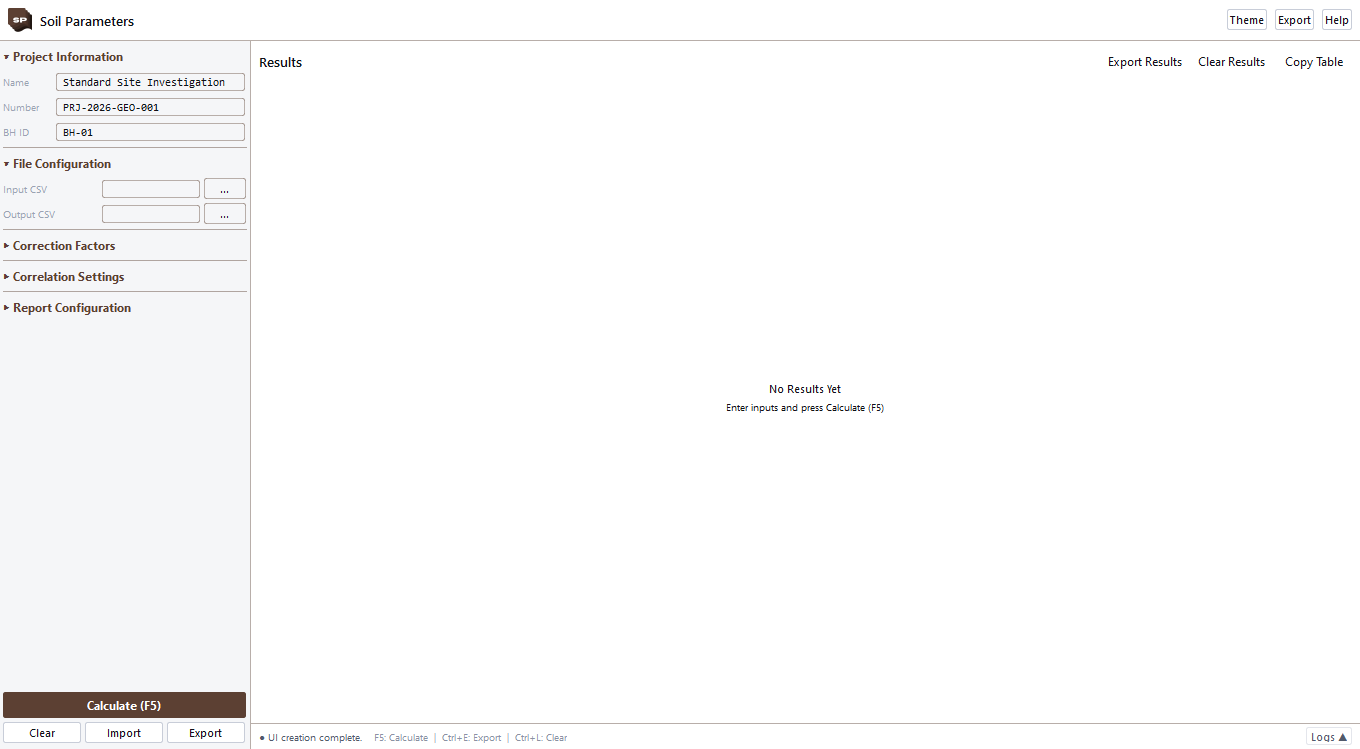 SP Soil Parameters Theme Export Help
Project Information
Name Standard Site Investigation
Number PRJ-2026-GEO-001
BH ID BH-01
File Configuration
Input CSV ...
Output CSV ...
Correction Factors
Correlation Settings
Report Configuration
Calculate (F5)
Clear Import Export
Results Export Results Clear Results Copy Table
No Results Yet
Enter inputs and press Calculate (F5)
● UI creation complete. F5: Calculate | Ctrl+E: Export | Ctrl+L: Clear Logs ▲